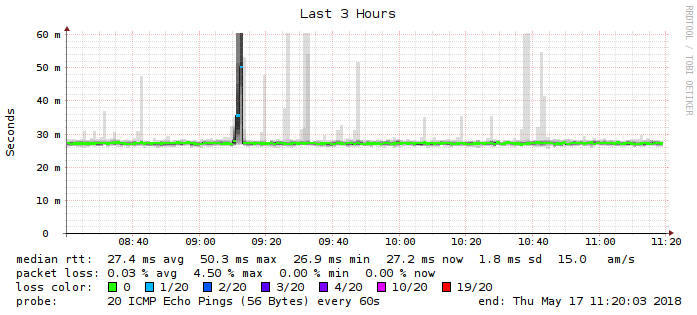 Last 3 Hours
RRDTOOL / TOBI OETIKER
Seconds
60 m
50 m
40 m
30 m
20 m
10 m
0
08:40 09:00 09:20 09:40 10:00 10:20 10:40 11:00 11:20
median rtt: 27.4 ms avg 50.3 ms max 26.9 ms min 27.2 ms now 1.8 ms sd 15.0 am/s
packet loss: 0.03 % avg 4.50 % max 0.00 % min 0.00 % now
loss color: 0 1/20 2/20 3/20 4/20 10/20 19/20
probe: 20 ICMP Echo Pings (56 Bytes) every 60s end: Thu May 17 11:20:03 2018